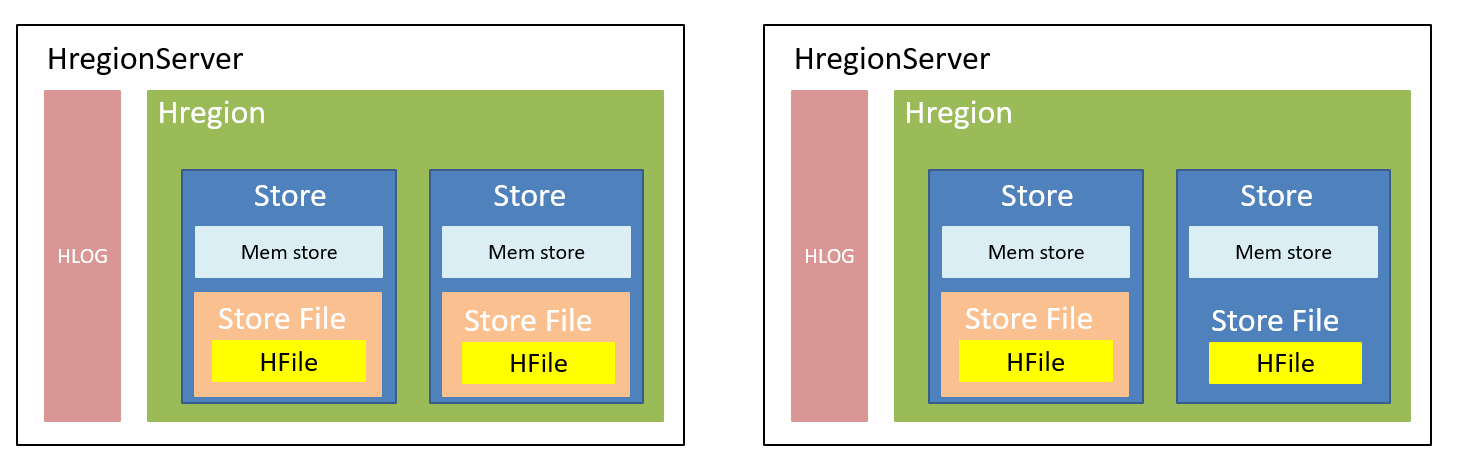 HregionServer
HLOG
Hregion
Store
Mem store
Store File
HFile
Store
Mem store
Store File
HFile
HregionServer
HLOG
Hregion
Store
Mem store
Store File
HFile
Store
Mem store
Store File
HFile